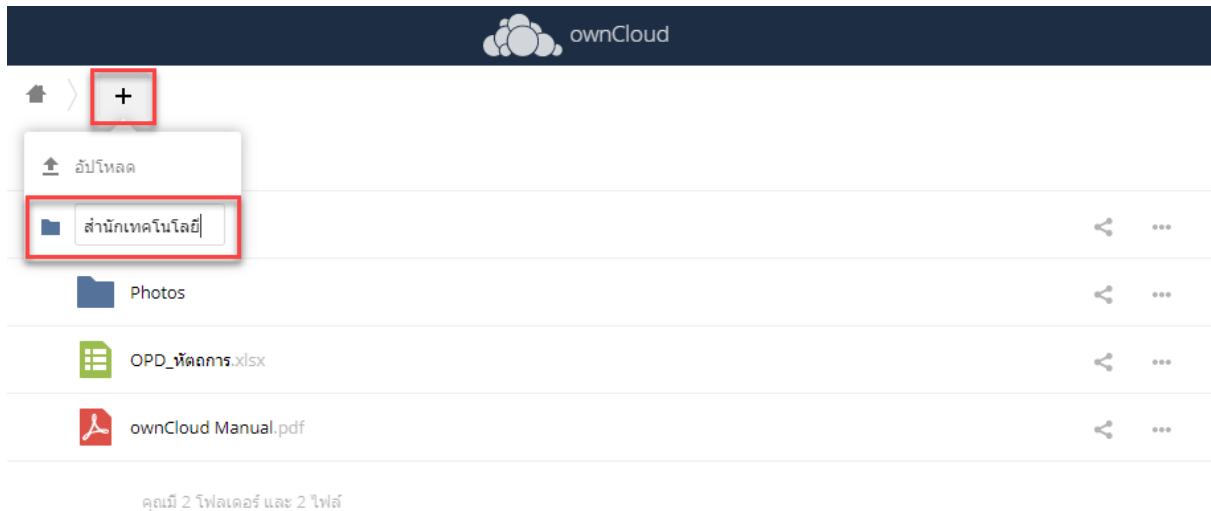 ownCloud
+
อัปโหลด
สำนักเทคโนโลยี
Photos
OPD_หัตถการ.xlsx
ownCloud Manual.pdf
คุณมี 2 โฟลเดอร์ และ 2 ไฟล์